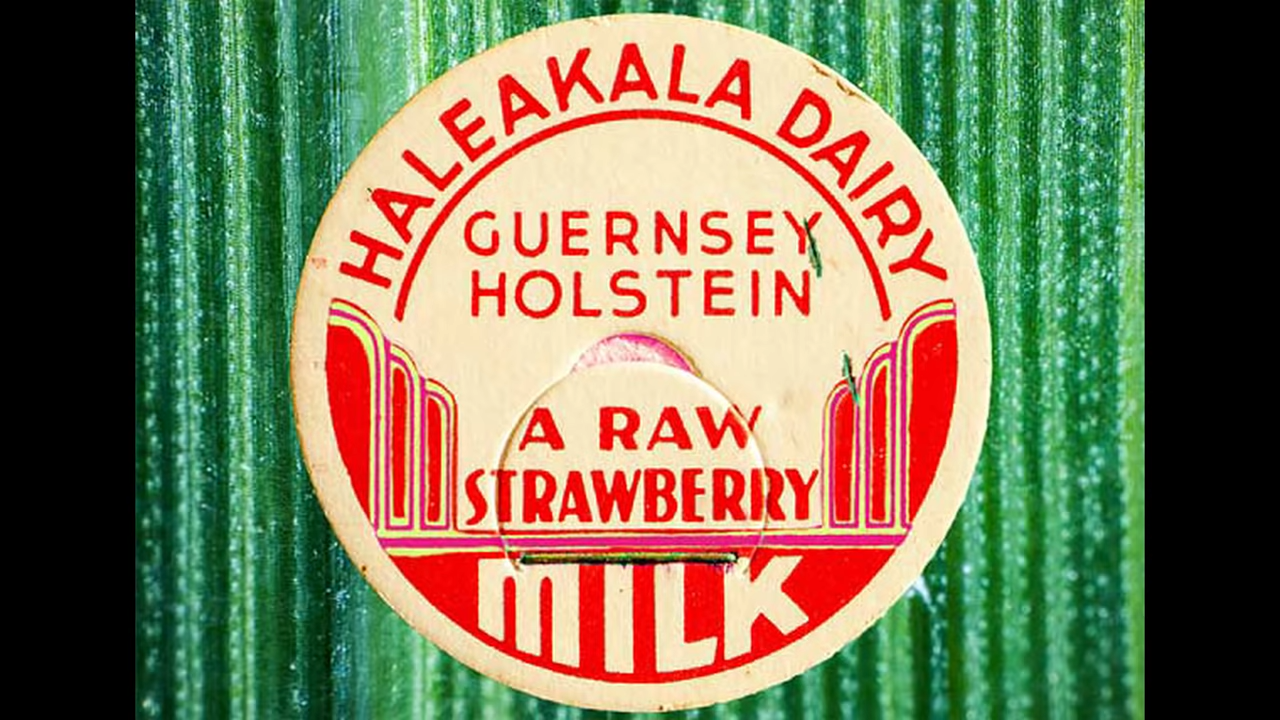 HALEAKALA DAIRY
GUERNSEY
HOLSTEIN
A RAW
STRAWBERRY
MILK